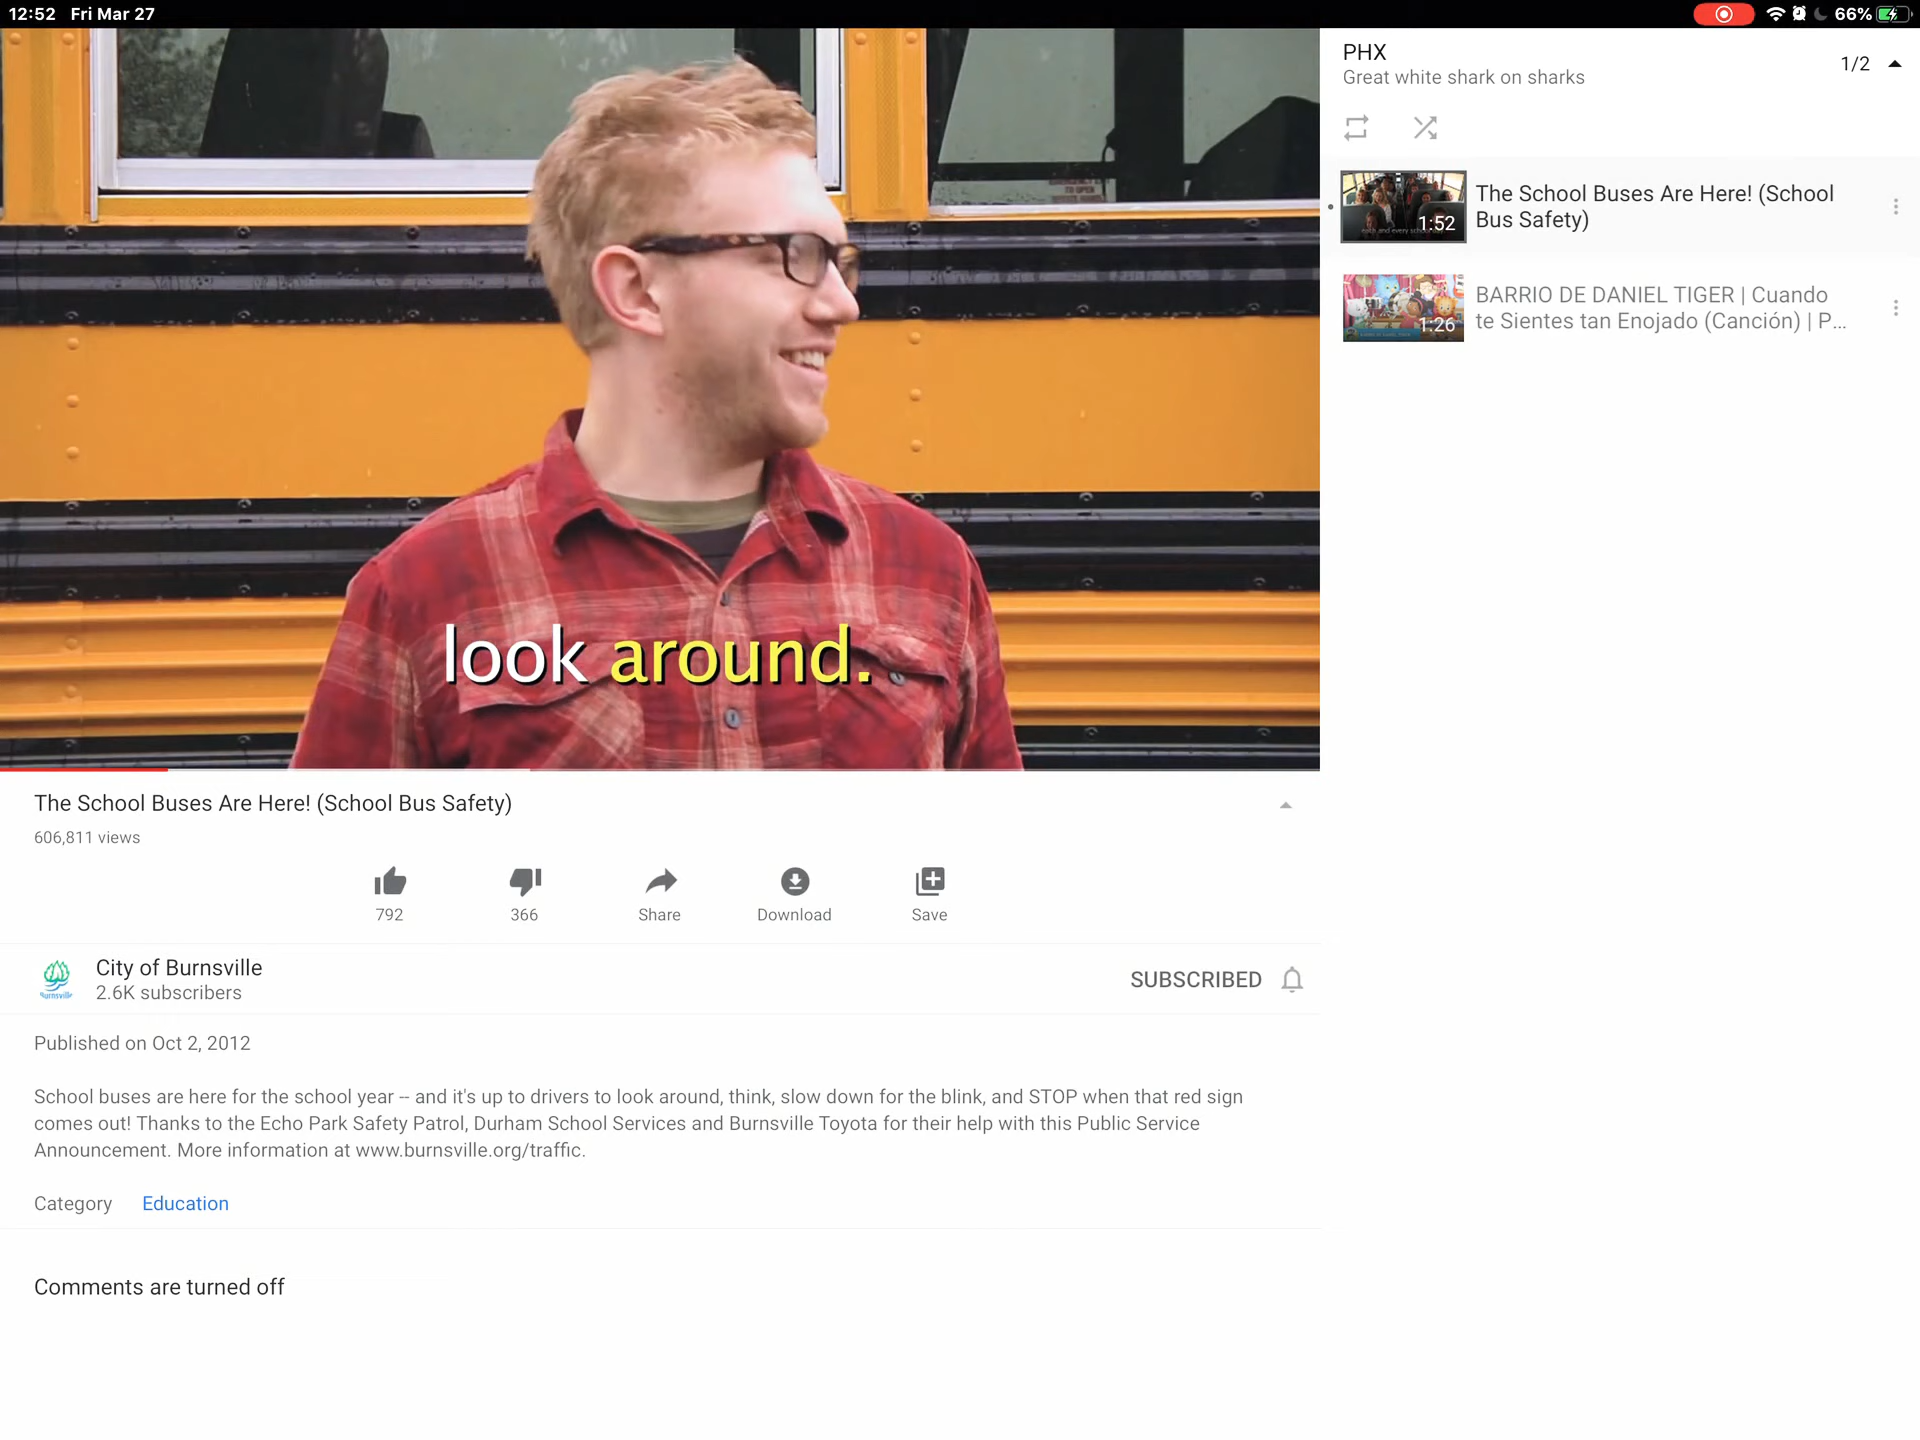 12:52 Fri Mar 27
66%
look around.
The School Buses Are Here! (School Bus Safety)
606,811 views
792
366
Share
Download
Save
City of Burnsville
2.6K subscribers
SUBSCRIBED
Burnsville
Published on Oct 2, 2012
School buses are here for the school year -- and it's up to drivers to look around, think, slow down for the blink, and STOP when that red sign
comes out! Thanks to the Echo Park Safety Patrol, Durham School Services and Burnsville Toyota for their help with this Public Service
Announcement. More information at www.burnsville.org/traffic.
Category Education
Comments are turned off
PHX
Great white shark on sharks
1/2
The School Buses Are Here! (School
Bus Safety)
1:52
BARRIO DE DANIEL TIGER | Cuando
te Sientes tan Enojado (Canción) | P...
1:26